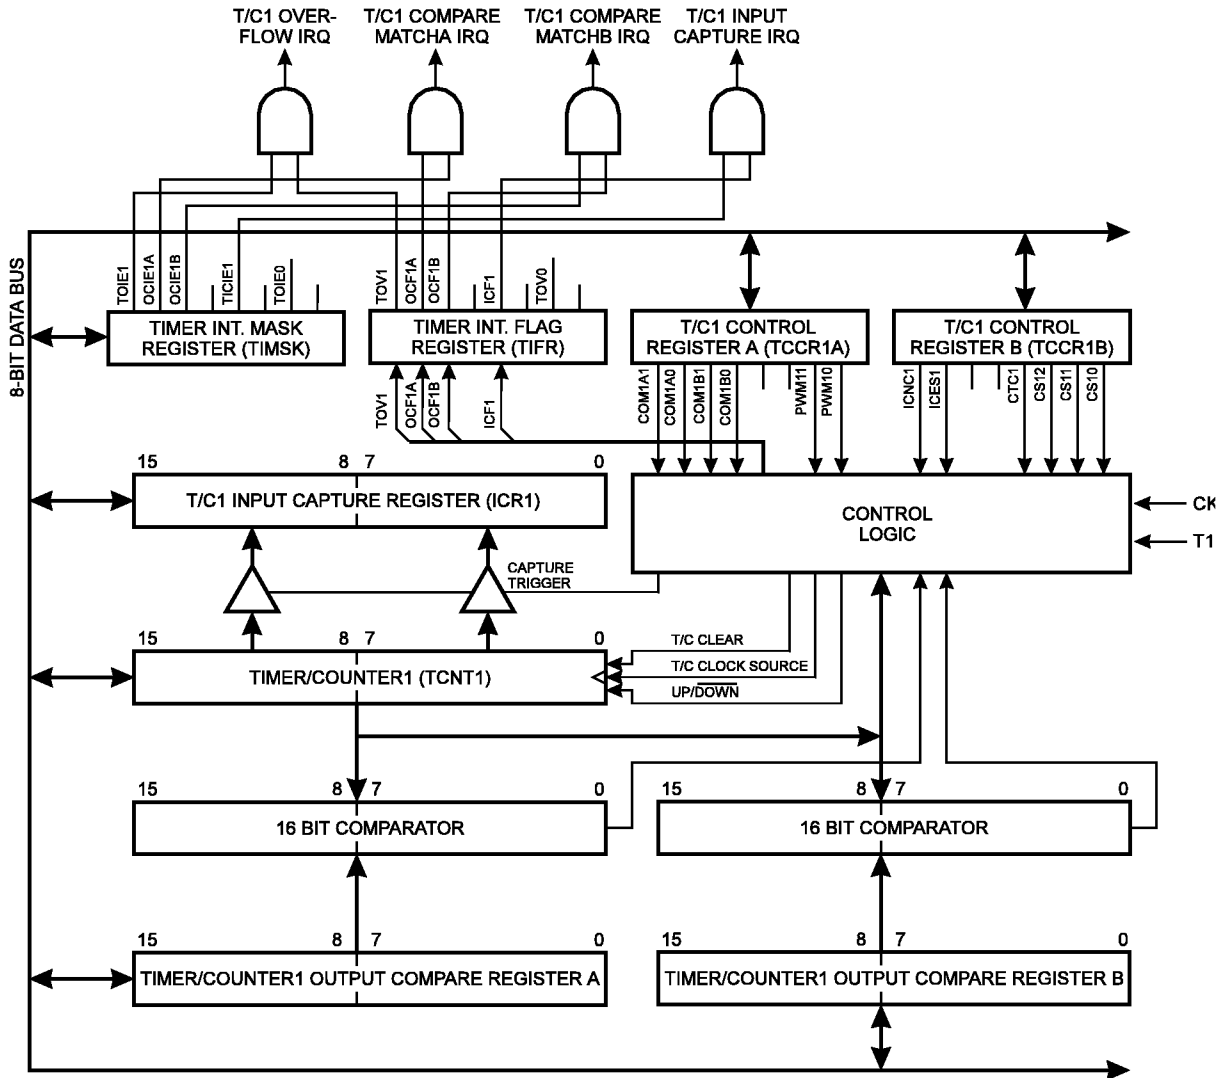 T/C1 OVER-
FLOW IRQ
T/C1 COMPARE
MATCHA IRQ
T/C1 COMPARE
MATCHB IRQ
T/C1 INPUT
CAPTURE IRQ
8-BIT DATA BUS
TOIE1
OCIE1A
OCIE1B
TICIE1
TOIE0
TOV1
OCF1A
OCF1B
ICF1
TOV0
TIMER INT. MASK
REGISTER (TIMSK)
TIMER INT. FLAG
REGISTER (TIFR)
T/C1 CONTROL
REGISTER A (TCCR1A)
T/C1 CONTROL
REGISTER B (TCCR1B)
TOV1
OCF1A
OCF1B
ICF1
COM1A1
COM1A0
COM1B1
COM1B0
PWM11
PWM10
ICNC1
ICES1
CTC1
CS12
CS11
CS10
15 8 7 0
T/C1 INPUT CAPTURE REGISTER (ICR1)
CONTROL
LOGIC
CK
T1
CAPTURE
TRIGGER
15 8 7 0
TIMER/COUNTER1 (TCNT1)
T/C CLEAR
T/C CLOCK SOURCE
UP/DOWN
15 8 7 0
16 BIT COMPARATOR
15 8 7 0
16 BIT COMPARATOR
15 8 7 0
TIMER/COUNTER1 OUTPUT COMPARE REGISTER A
15 8 7 0
TIMER/COUNTER1 OUTPUT COMPARE REGISTER B